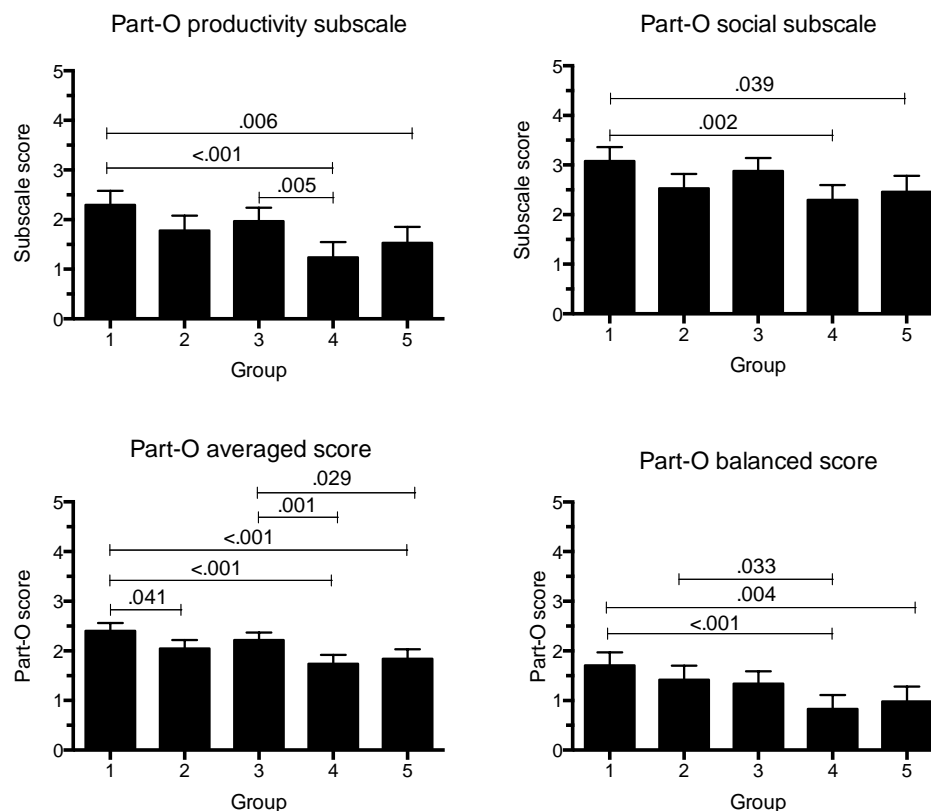 Part-O productivity subscale
Subscale score
5
4
3
2
1
0
.006
<.001
.005
1 2 3 4 5
Group
Part-O social subscale
Subscale score
5
4
3
2
1
0
.039
.002
1 2 3 4 5
Group
Part-O averaged score
Part-O score
5
4
3
2
1
0
.029
.001
<.001
<.001
.041
1 2 3 4 5
Group
Part-O balanced score
Part-O score
5
4
3
2
1
0
.033
.004
<.001
1 2 3 4 5
Group